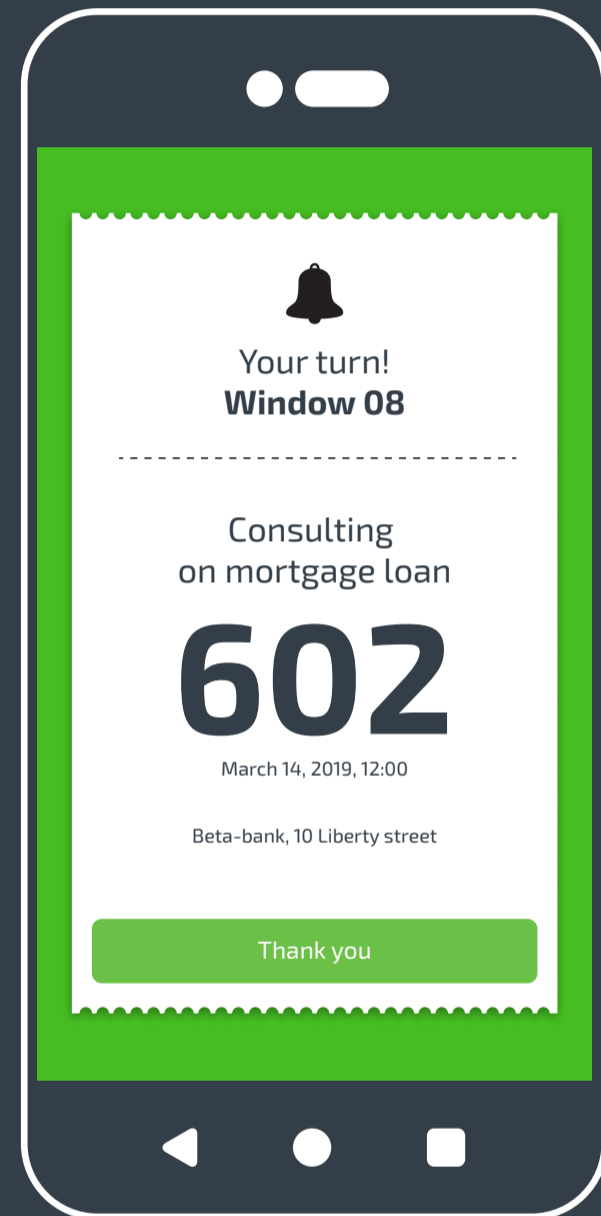 Your turn!
Window 08
Consulting
on mortgage loan
602
March 14, 2019, 12:00
Beta-bank, 10 Liberty street
Thank you